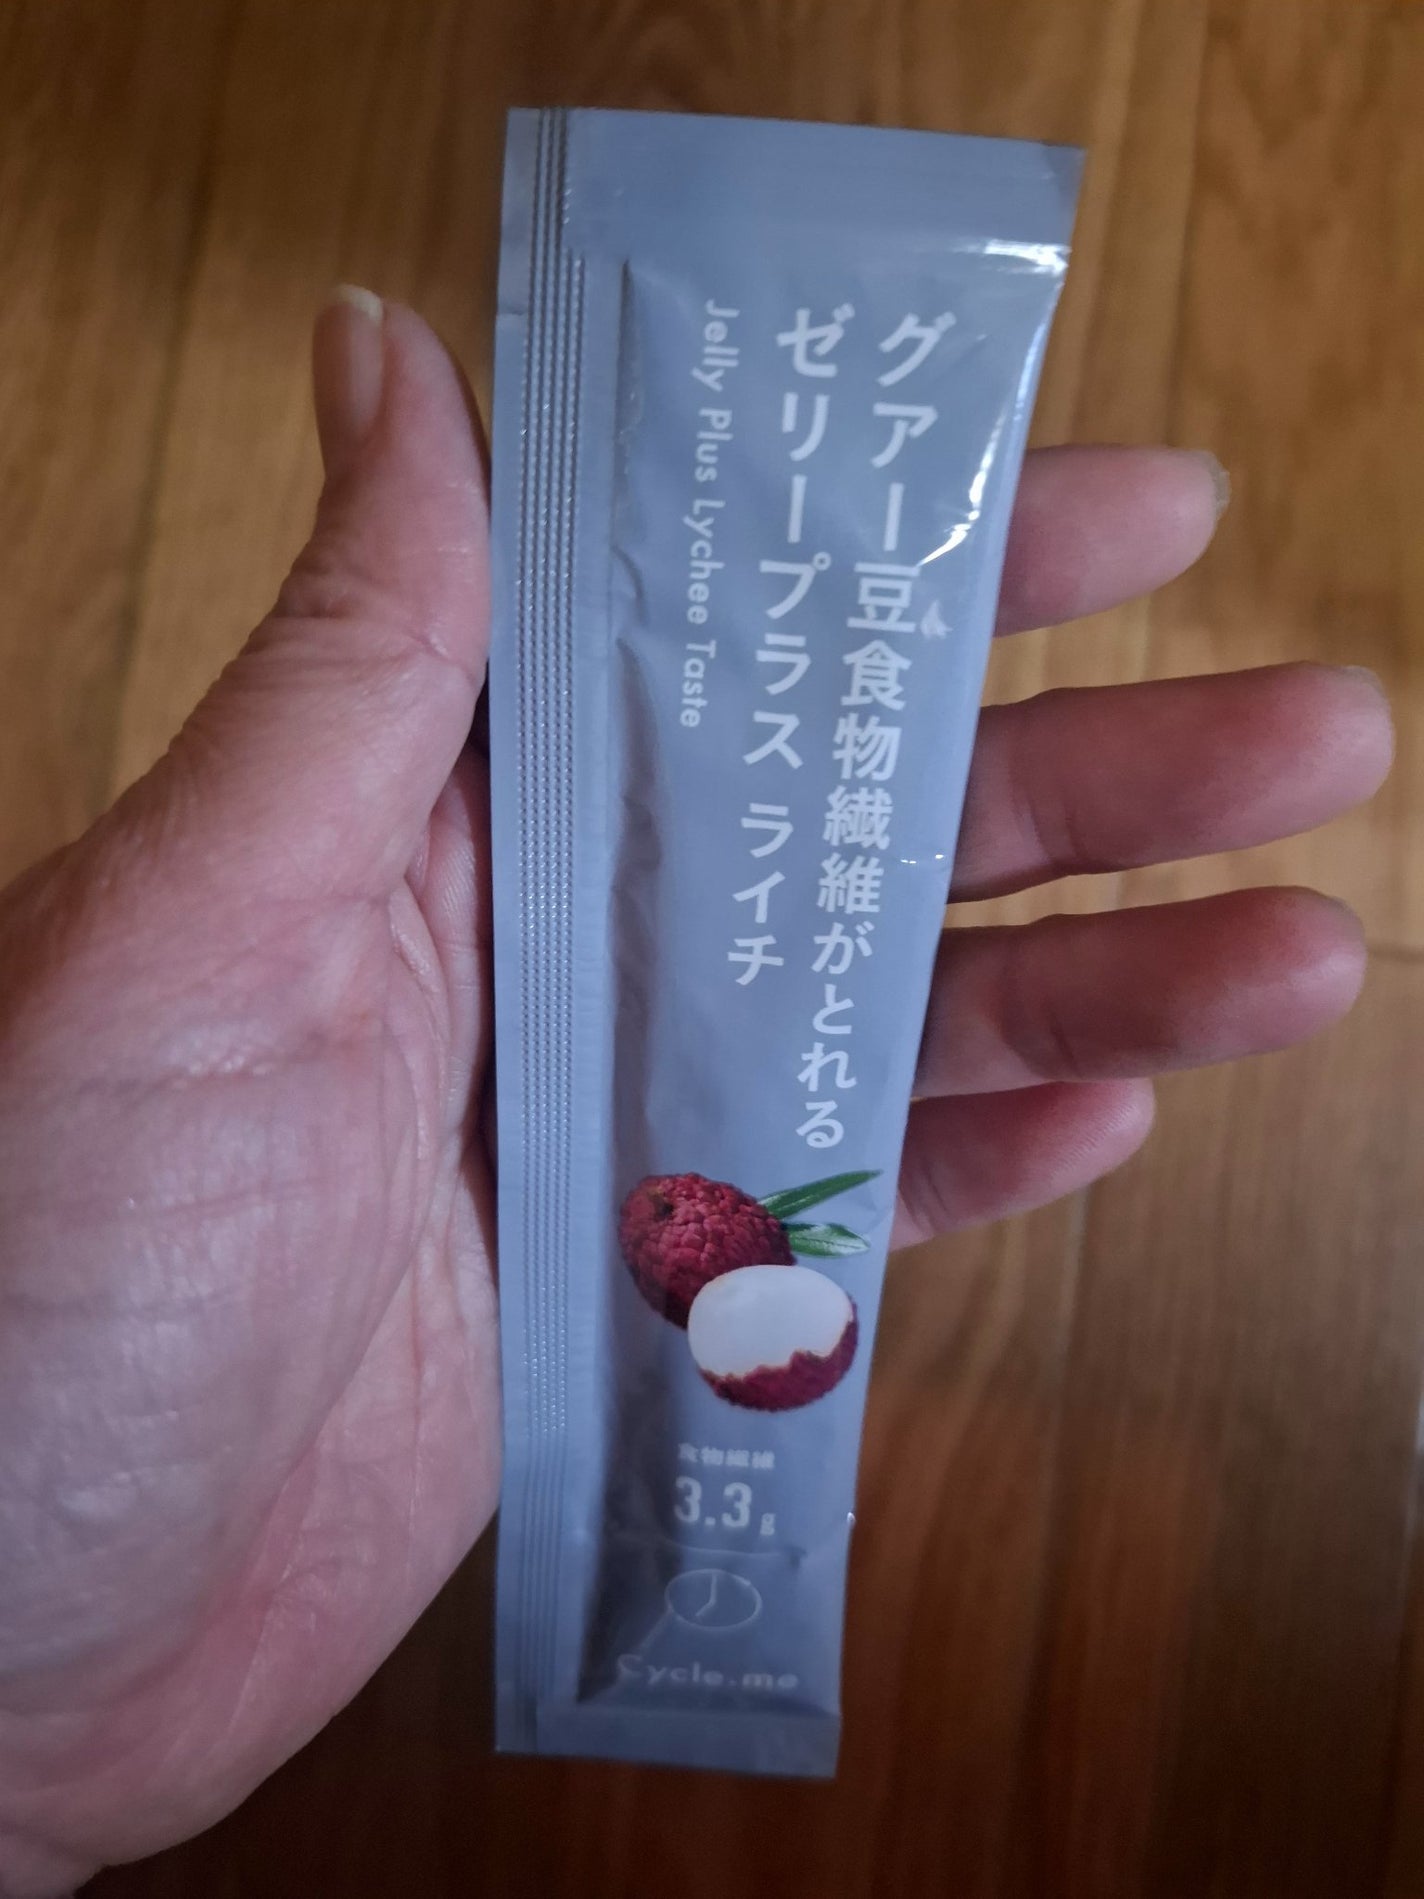 グアー豆食物繊維がとれる
ゼリープラス ライチ
Jelly Plus Lychee Taste
食物繊維
3.3g
Cycle.me